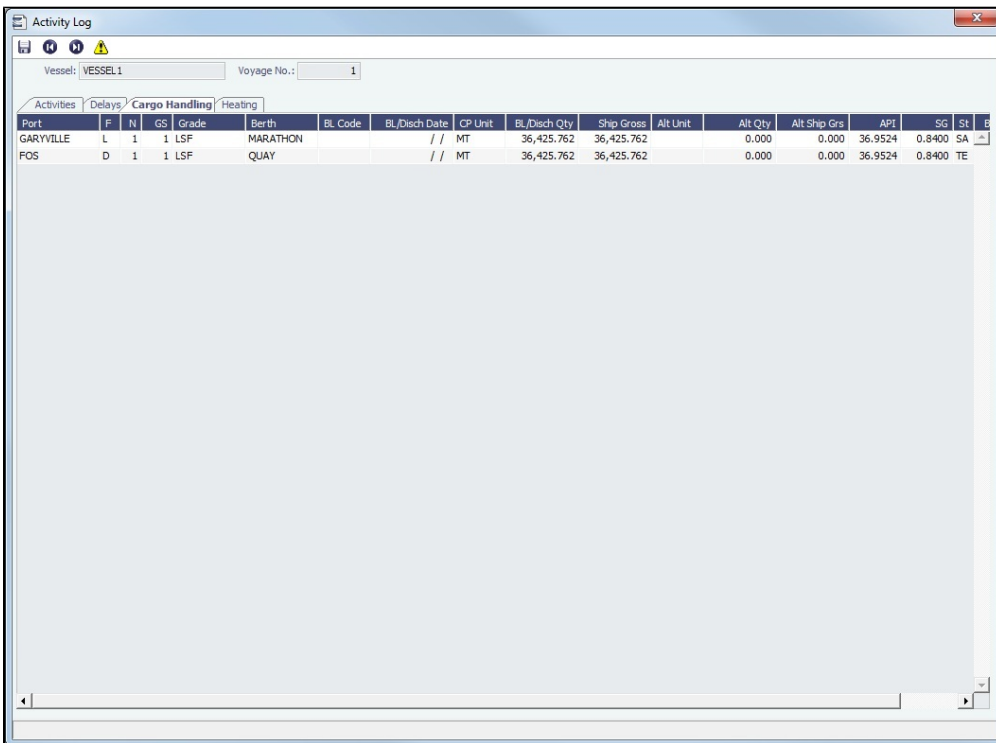 Activity Log
Vessel: VESSEL1 Voyage No.: 1
Activities Delays Cargo Handling Heating
Port F N GS Grade Berth BL Code BL/Disch Date CP Unit BL/Disch Qty Ship Gross Alt Unit Alt Qty Alt Ship Grs API SG St B
GARYVILLE L 1 1 LSF MARATHON / / MT 36,425.762 36,425.762 0.000 0.000 36.9524 0.8400 SA
FOS D 1 1 LSF QUAY / / MT 36,425.762 36,425.762 0.000 0.000 36.9524 0.8400 TE